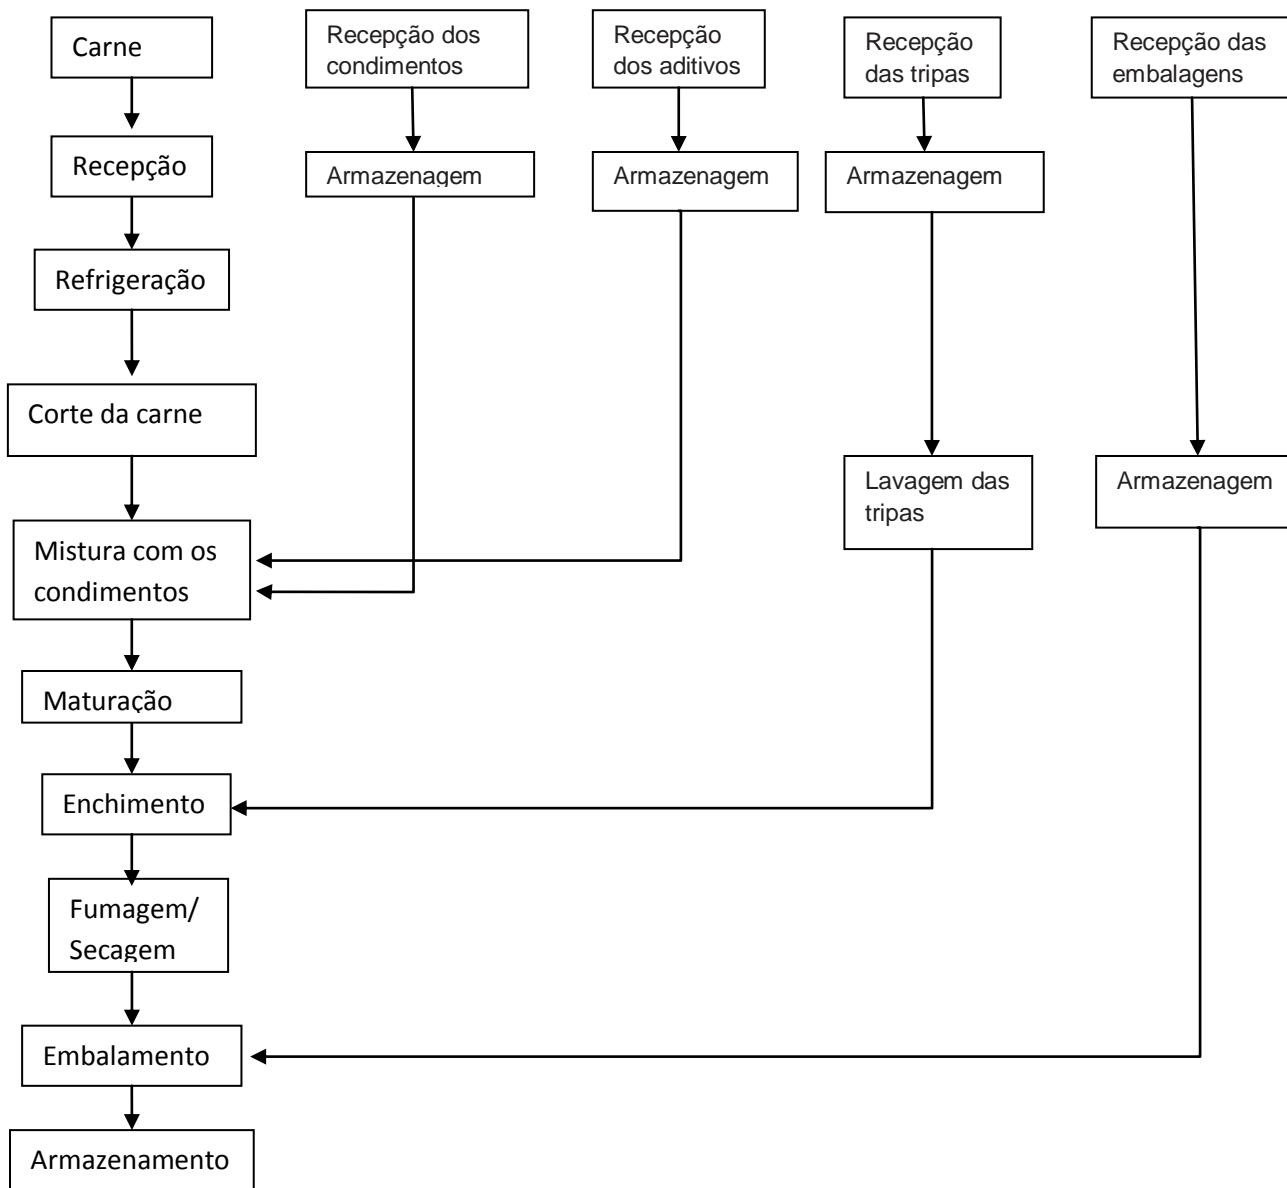 Carne
Recepção dos
condimentos
Recepção
dos aditivos
Recepção
das tripas
Recepção das
embalagens
Recepção
Armazenagem
Armazenagem
Armazenagem
Refrigeração
Corte da carne
Lavagem das
tripas
Armazenagem
Mistura com os
condimentos
Maturação
Enchimento
Fumagem/
Secagem
Embalamento
Armazenamento